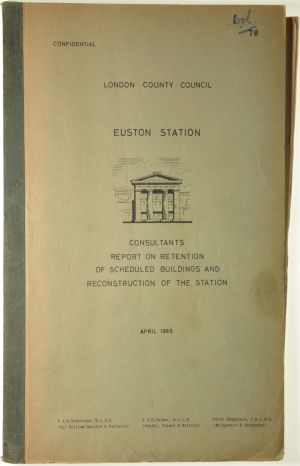 CONFIDENTIAL
LONDON COUNTY COUNCIL
EUSTON STATION
CONSULTANTS
REPORT ON RETENTION
OF SCHEDULED BUILDINGS AND
RECONSTRUCTION OF THE STATION
APRIL 1960